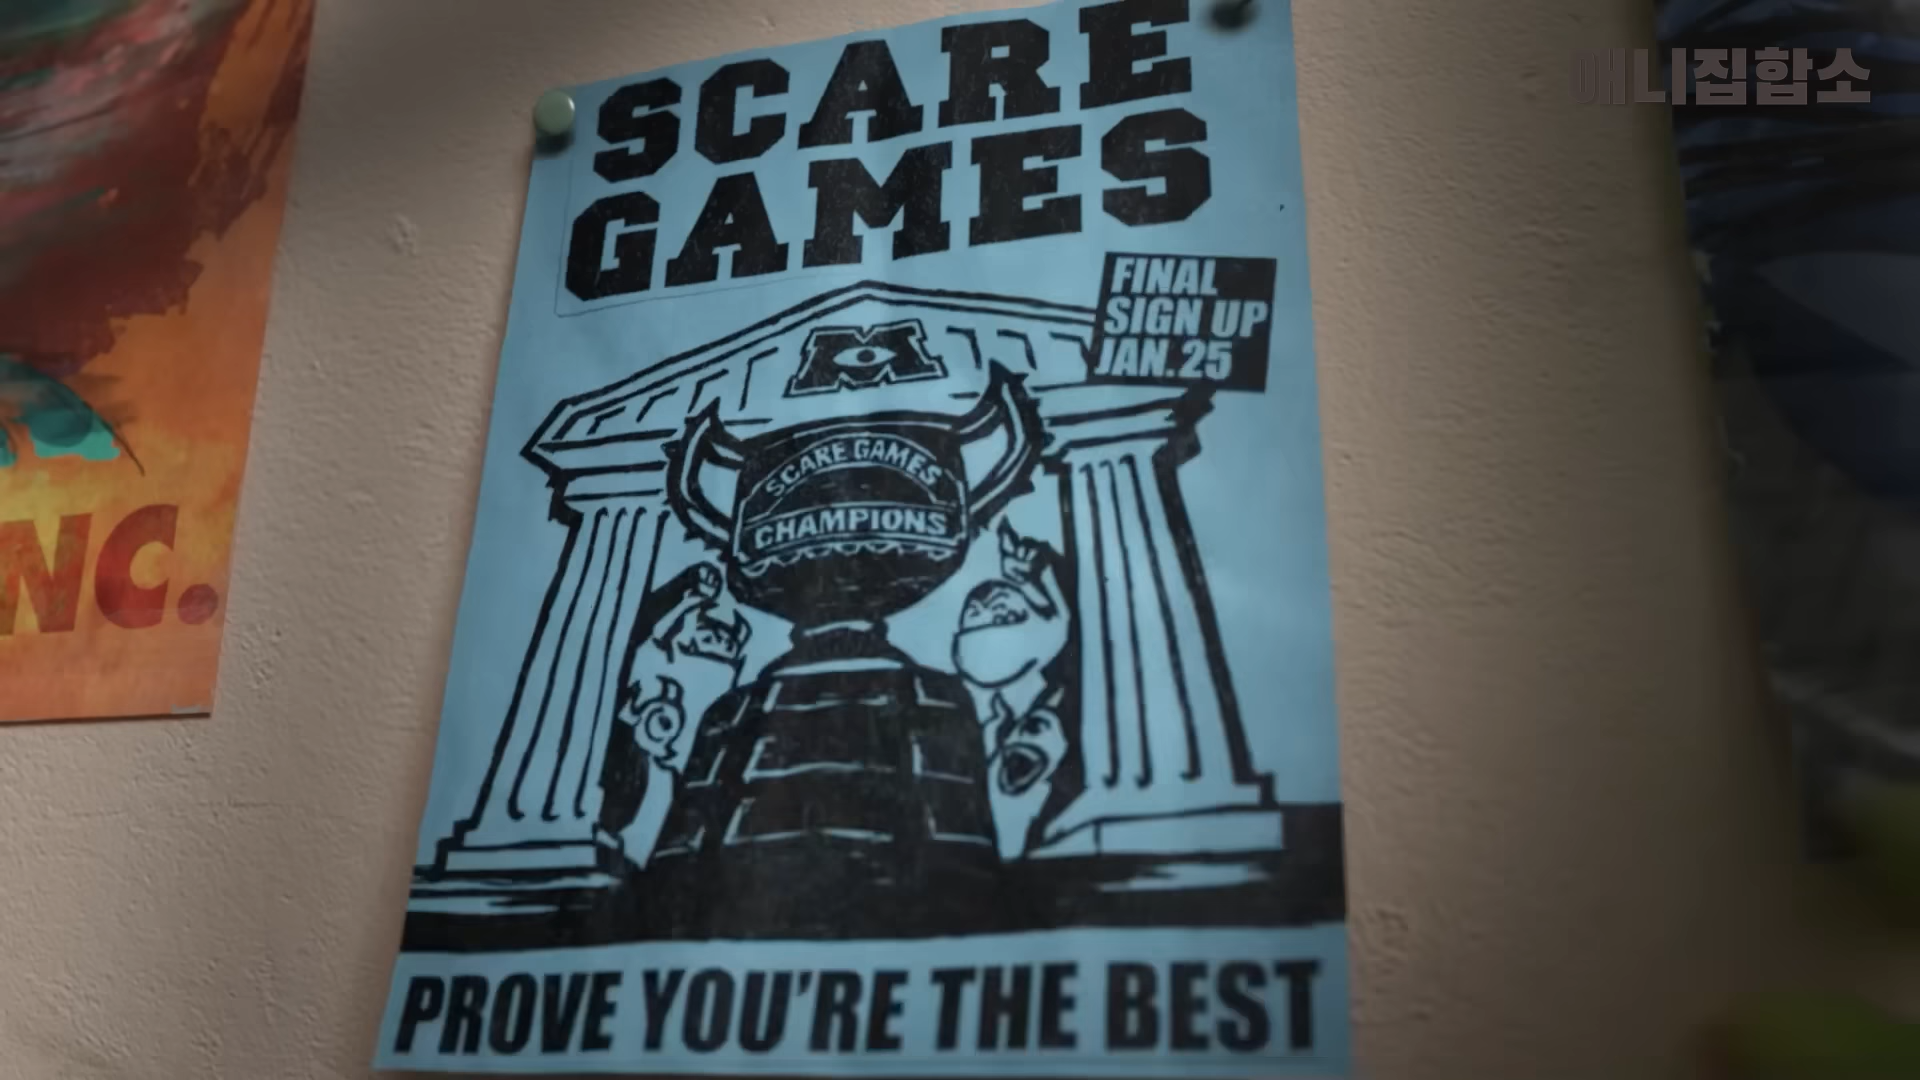 애니집합소
SCARE
GAMES
FINAL
SIGN UP
JAN. 25
M
SCARE GAMES
CHAMPIONS
NC.
PROVE YOU'RE THE BEST